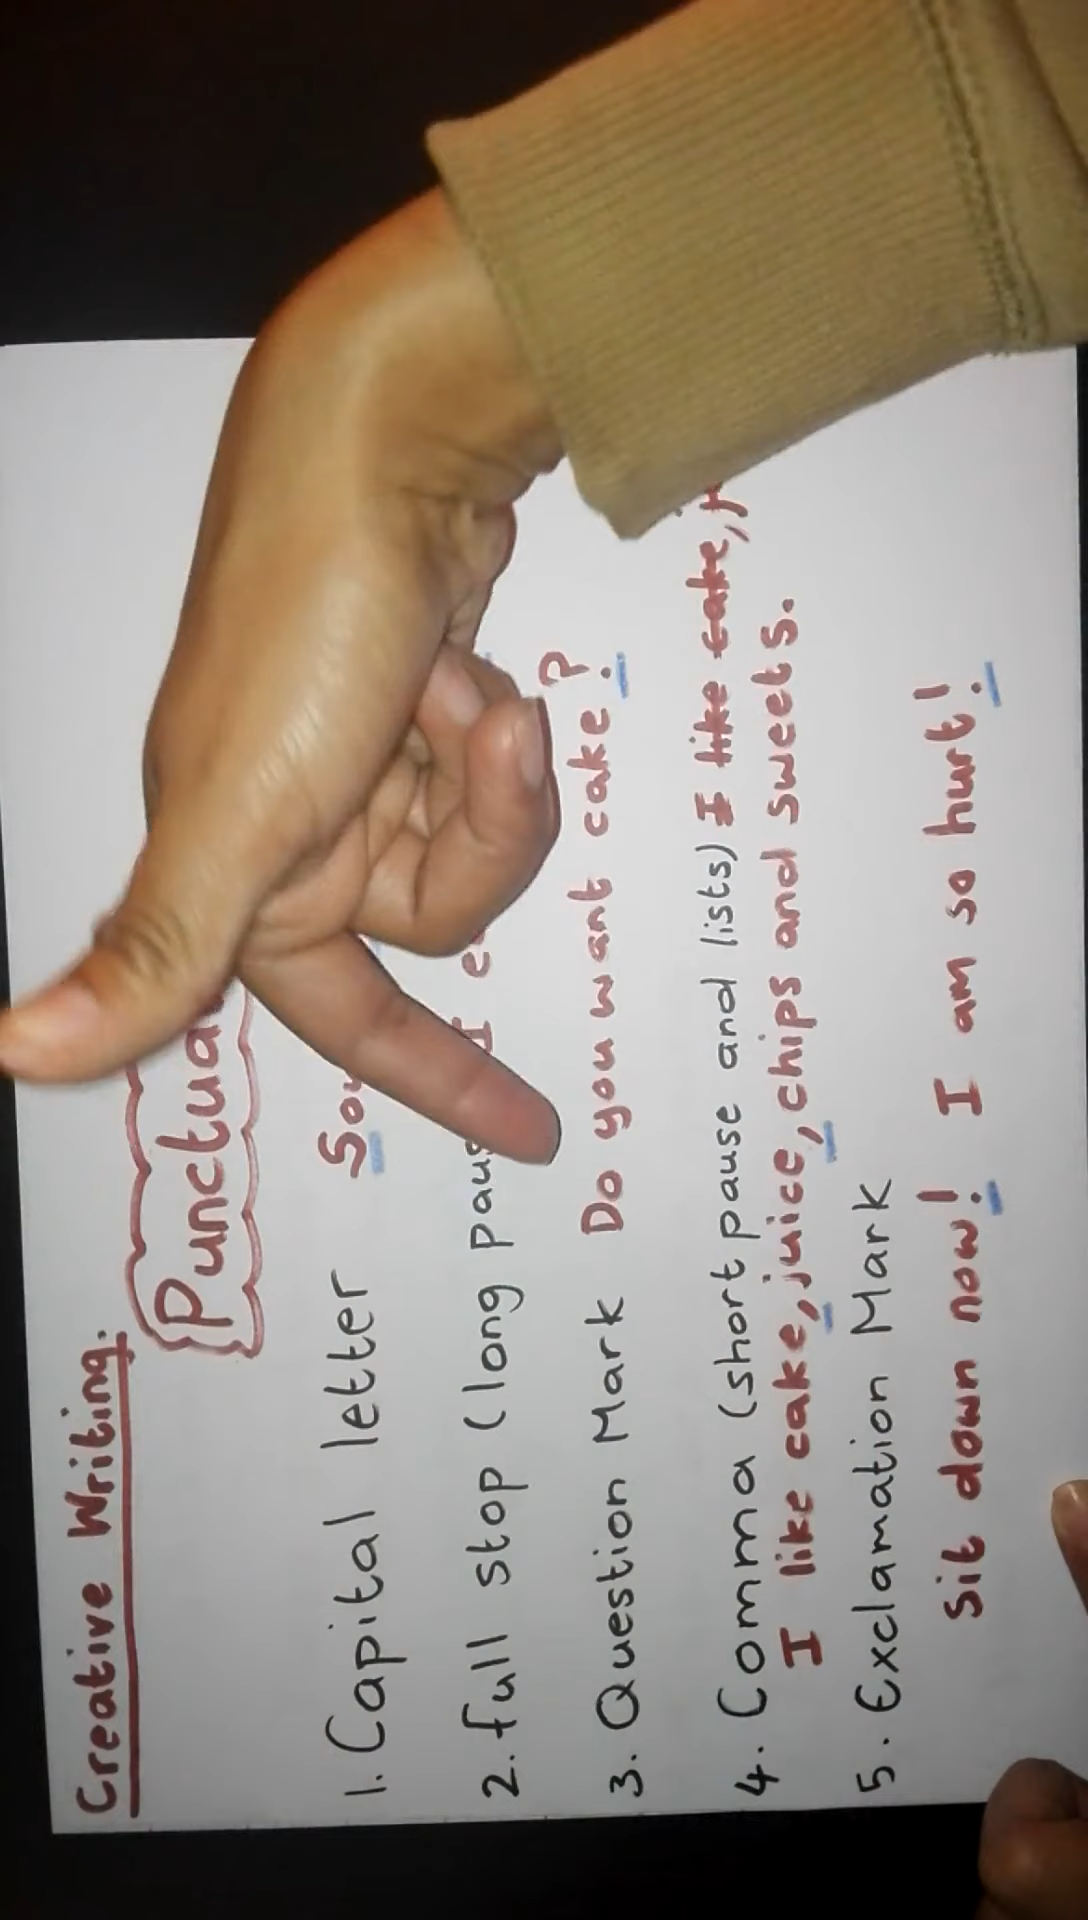 Creative Writing.
Punctua
1. Capital letter
2. full stop (long paus I
3. Question Mark Do you want cake?
4. Comma (short pause and lists) I like cake,
I like cake, juice, chips and sweets.
5. Exclamation Mark
Sit down now! I am so hurt!